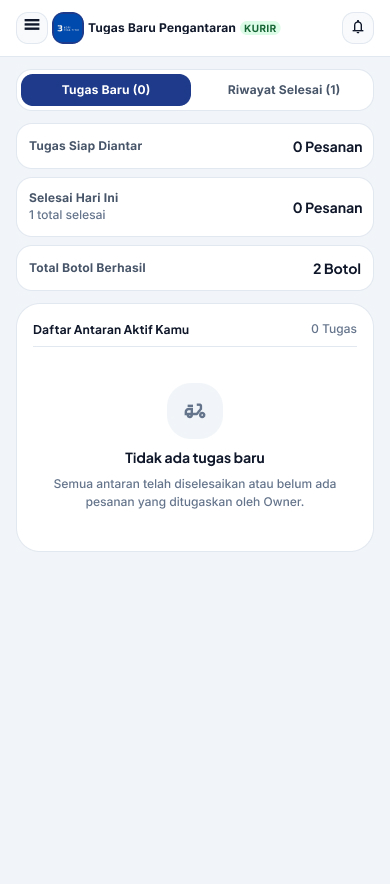 3
Tugas Baru Pengantaran KURIR
Tugas Baru (0)
Riwayat Selesai (1)
Tugas Siap Diantar
0 Pesanan
Selesai Hari Ini
1 total selesai
0 Pesanan
Total Botol Berhasil
2 Botol
Daftar Antaran Aktif Kamu
0 Tugas
Tidak ada tugas baru
Semua antaran telah diselesaikan atau belum ada
pesanan yang ditugaskan oleh Owner.